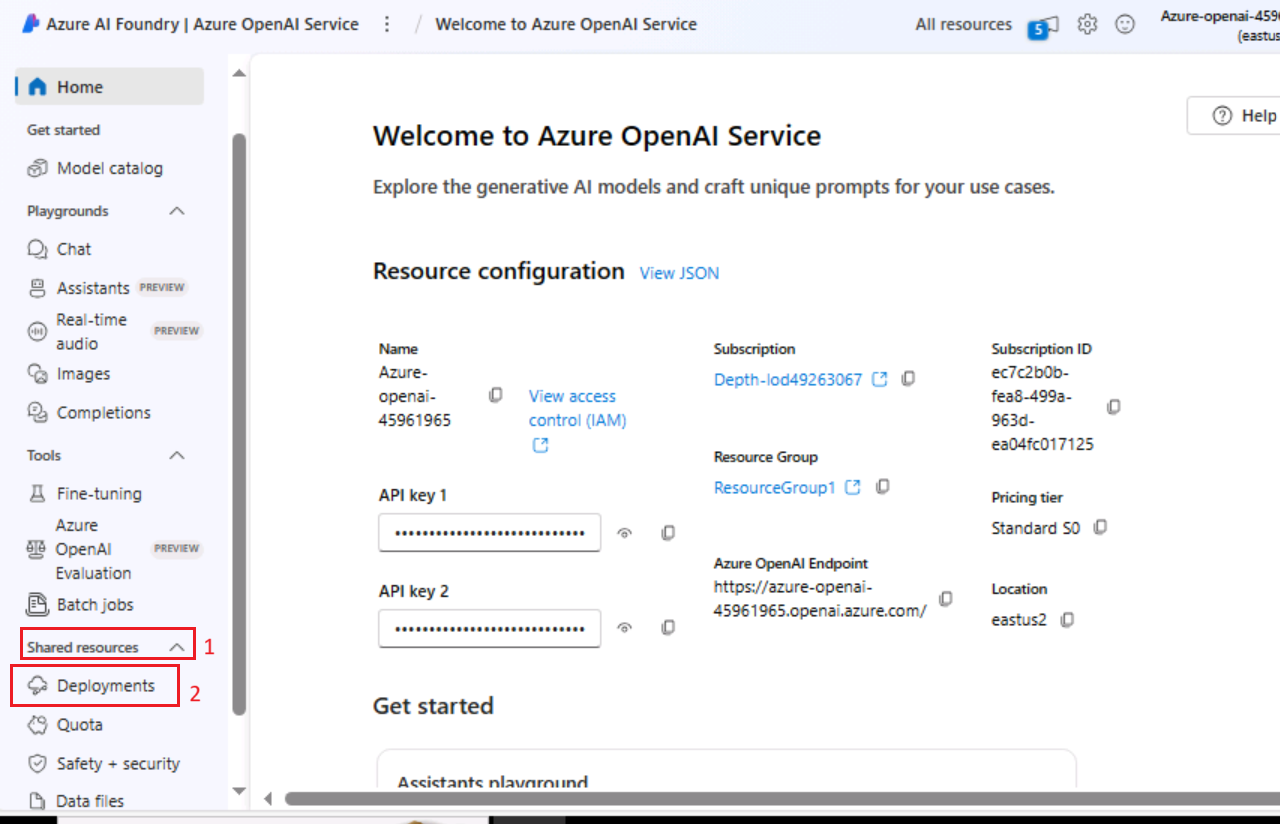 Azure AI Foundry | Azure OpenAI Service
/ Welcome to Azure OpenAI Service
All resources
5
Azure-openai-4596
(eastus
Home
Get started
Model catalog
Playgrounds
Chat
Assistants PREVIEW
Real-time
audio
PREVIEW
Images
Completions
Tools
Fine-tuning
Azure
OpenAI
Evaluation
PREVIEW
Batch jobs
Shared resources
1
Deployments
2
Quota
Safety + security
Data files
Help
Welcome to Azure OpenAI Service
Explore the generative AI models and craft unique prompts for your use cases.
Resource configuration View JSON
Name
Azure-
openai-
45961965
View access
control (IAM)
API key 1
••••••••••••••••••••••••••••
API key 2
••••••••••••••••••••••••••••
Subscription
Depth-lod49263067
Resource Group
ResourceGroup1
Azure OpenAI Endpoint
https://azure-openai-
45961965.openai.azure.com/
Subscription ID
ec7c2b0b-
fea8-499a-
963d-
ea04fc017125
Pricing tier
Standard S0
Location
eastus2
Get started
Assistants playground